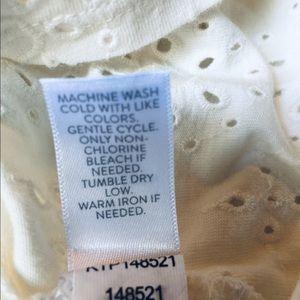 MACHINE WASH
COLD WITH LIKE
COLORS.
GENTLE CYCLE.
ONLY NON-
CHLORINE
BLEACH IF
NEEDED.
TUMBLE DRY
LOW.
WARM IRON IF
NEEDED.
148521
148521